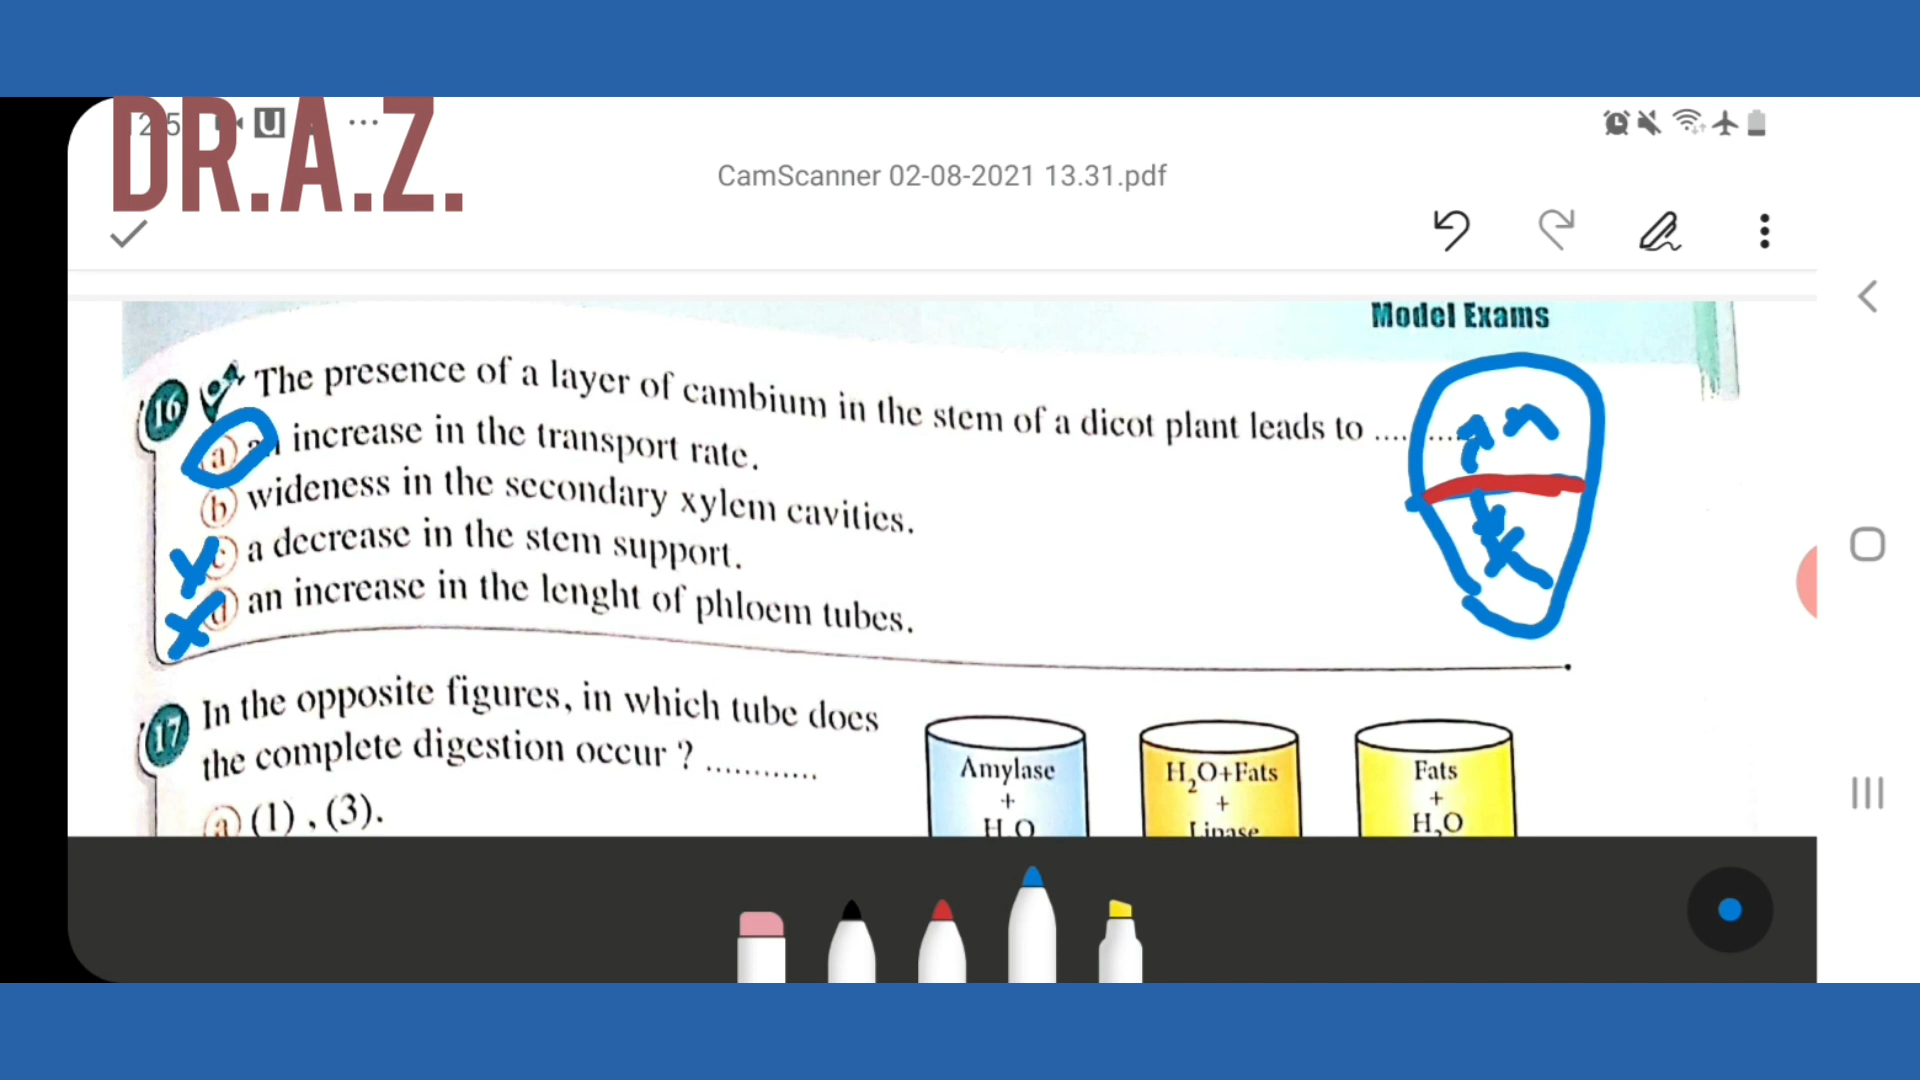 DR.A.Z.
CamScanner 02-08-2021 13.31.pdf
Model Exams
16 The presence of a layer of cambium in the stem of a dicot plant leads to ............
a an increase in the transport rate.
b wideness in the secondary xylem cavities.
c a decrease in the stem support.
d an increase in the lenght of phloem tubes.
17 In the opposite figures, in which tube does
the complete digestion occur ? ............
a (1) , (3).
Amylase
+
H₂O
H₂O+Fats
+
Lipase
Fats
+
H₂O